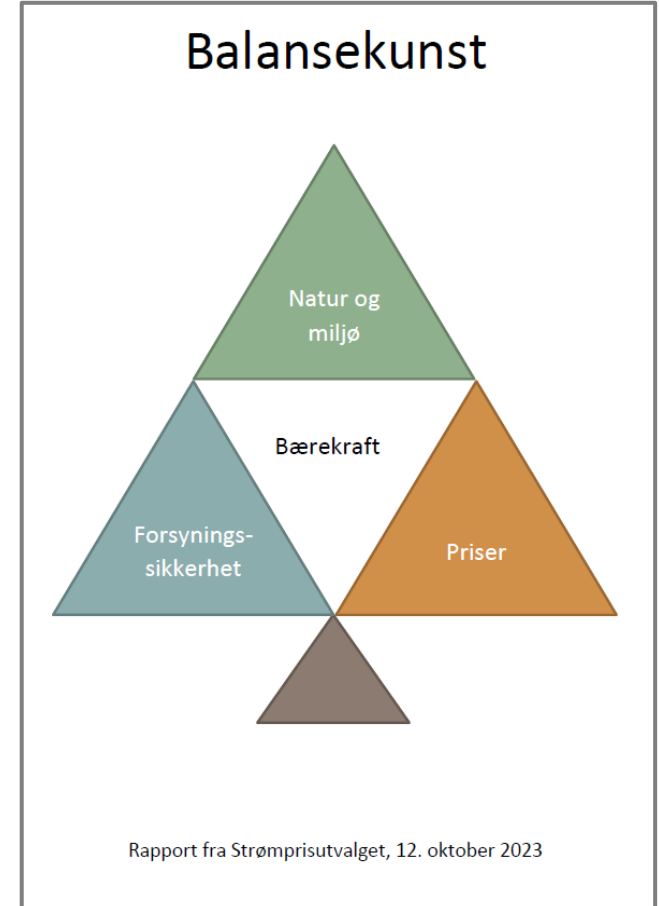 Balansekunst
Natur og
miljø
Bærekraft
Forsynings-
sikkerhet
Priser
Rapport fra Strømprisutvalget, 12. oktober 2023